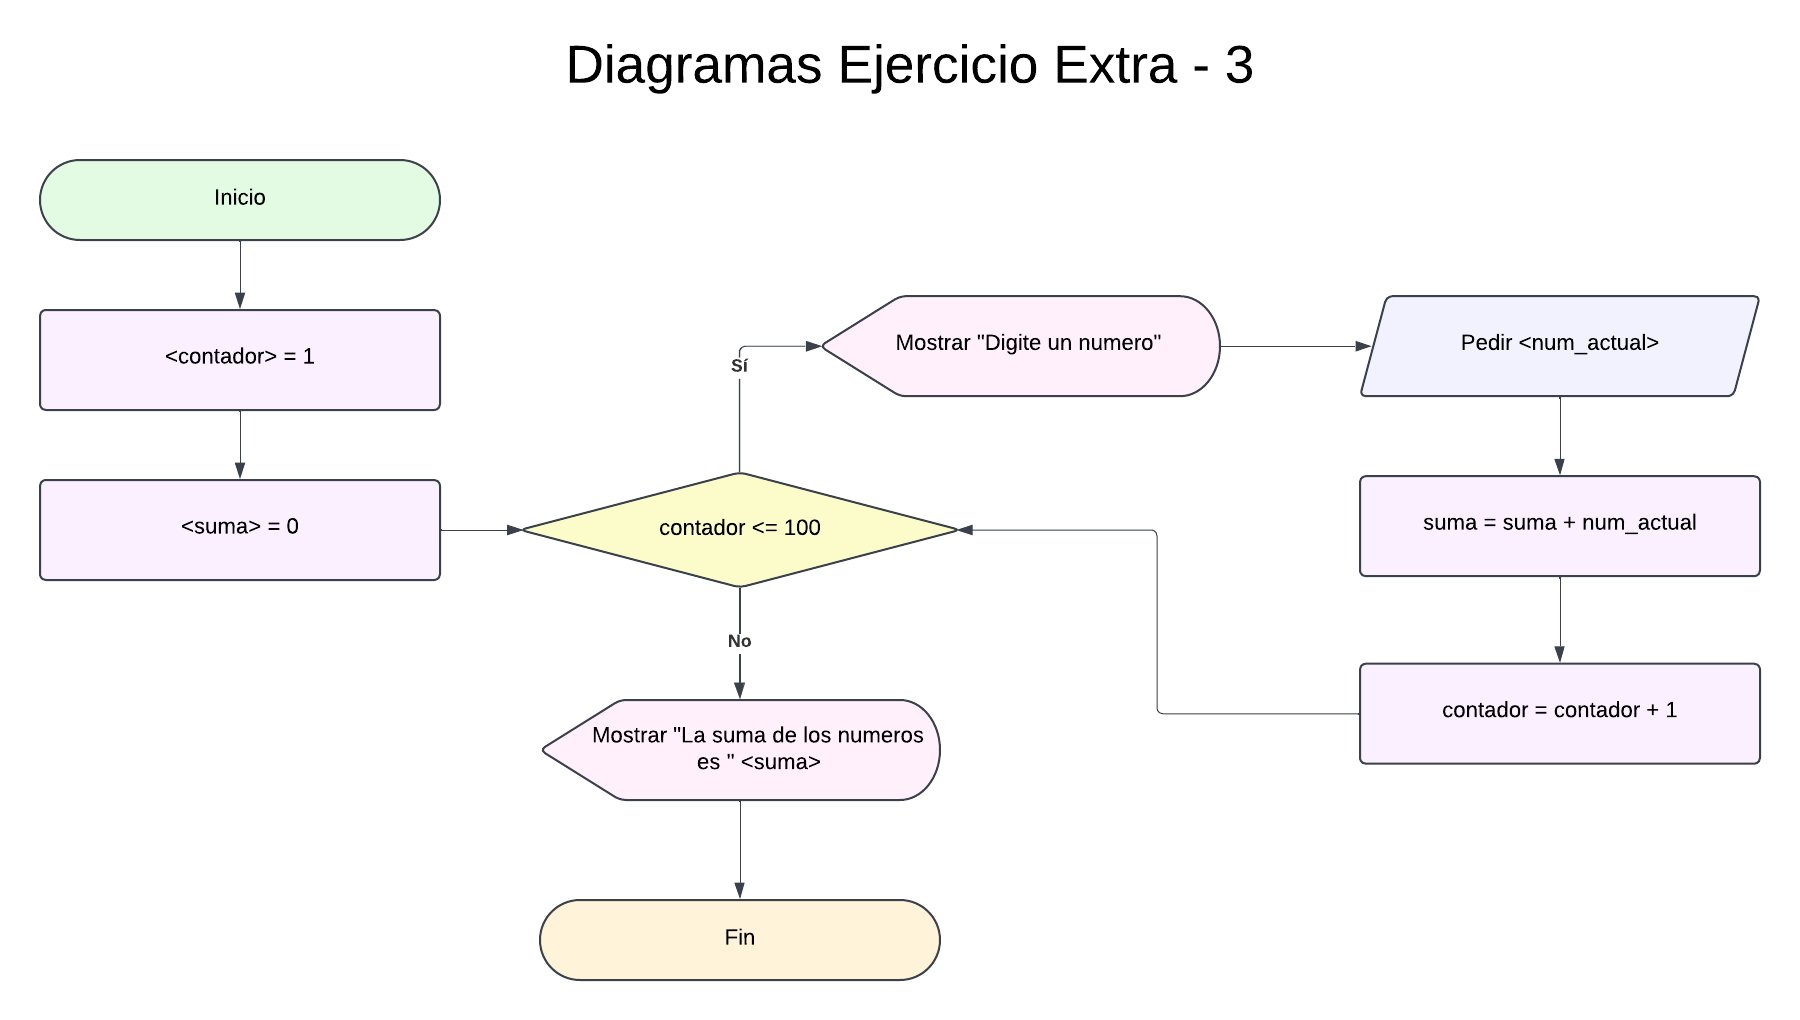 Diagramas Ejercicio Extra - 3
Inicio
<contador> = 1
<suma> = 0
contador <= 100
Sí
Mostrar "Digite un numero"
Pedir <num_actual>
suma = suma + num_actual
contador = contador + 1
No
Mostrar "La suma de los numeros
es " <suma>
Fin